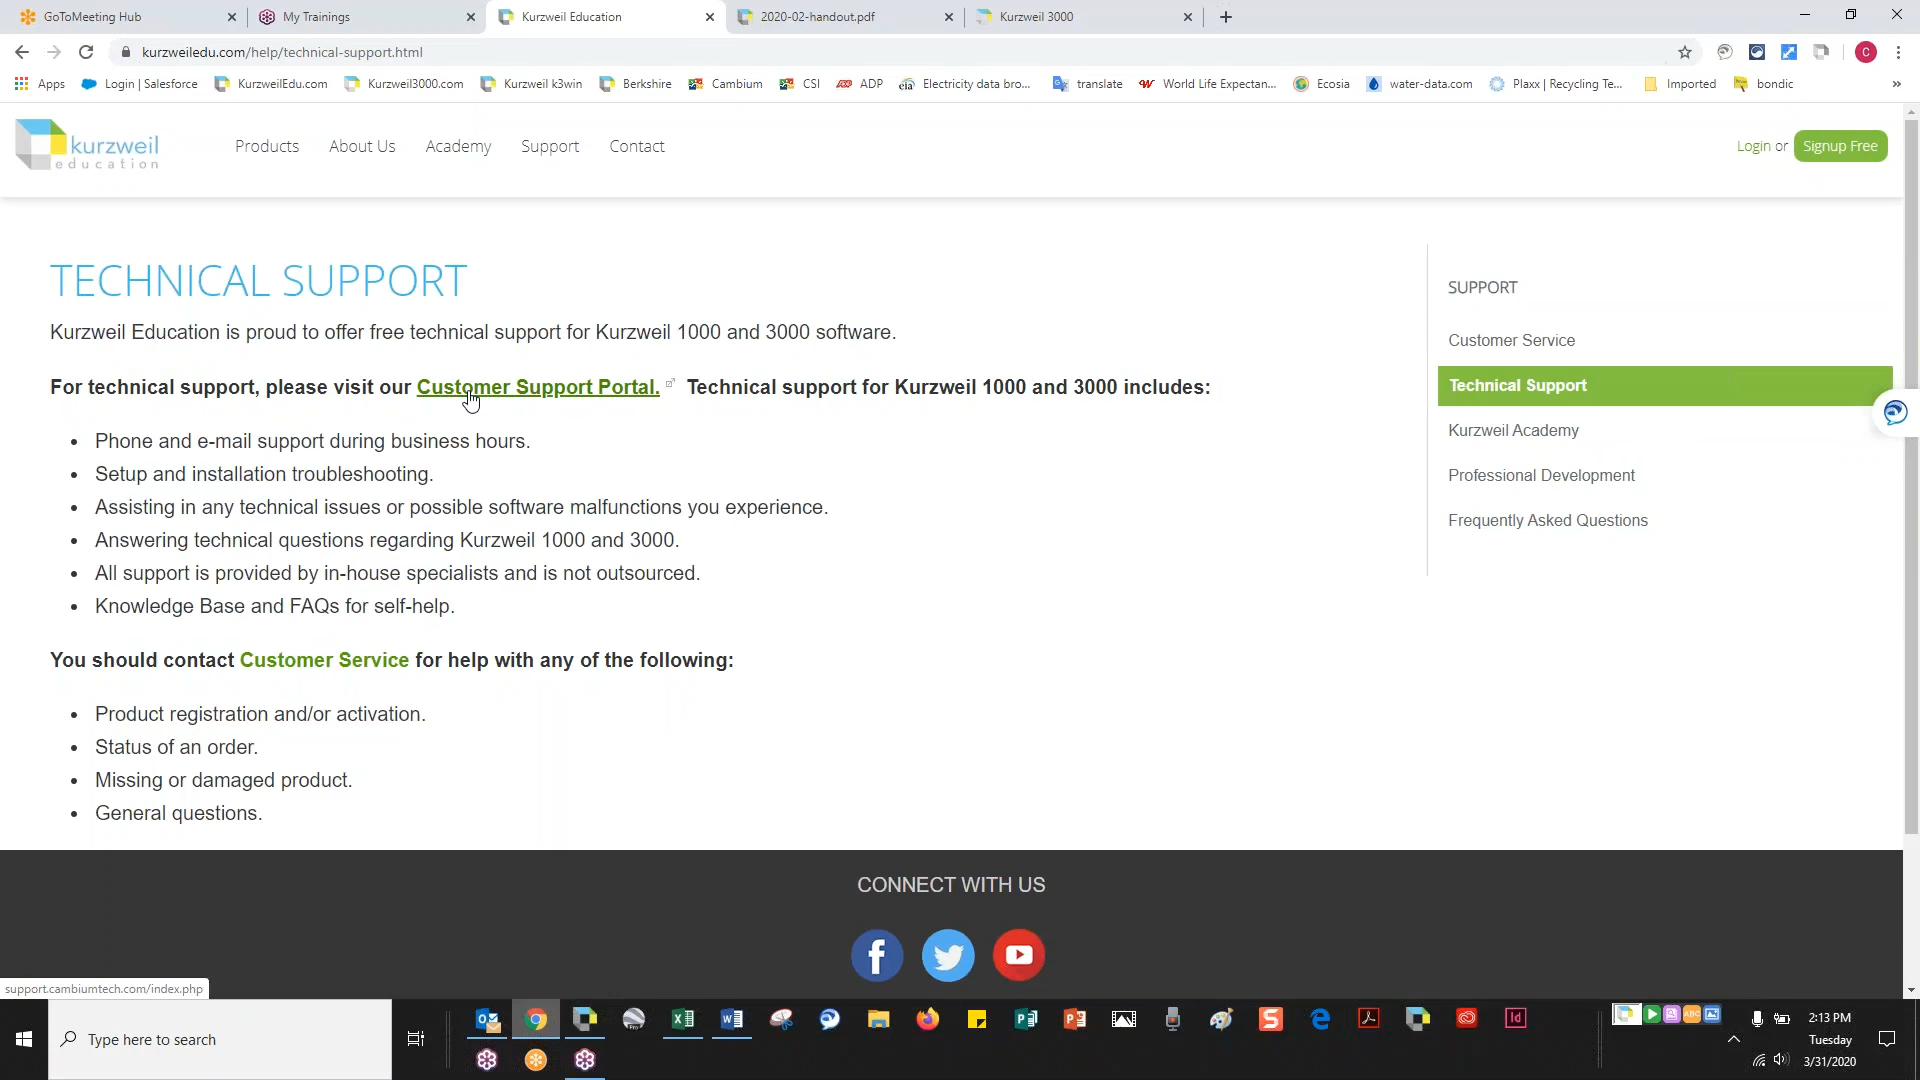 GoToMeeting Hub
My Trainings
Kurzweil Education
2020-02-handout.pdf
Kurzweil 3000
kurzweiledu.com/help/technical-support.html
C
Apps
Login | Salesforce
KurzweilEdu.com
Kurzweil3000.com
Kurzweil k3win
Berkshire
Cambium
CSI
ADP
eia
Electricity data bro...
translate
World Life Expectan...
Ecosia
water-data.com
Plaxx | Recycling Te...
Imported
bondic
kurzweil
education
Products
About Us
Academy
Support
Contact
Login or
Signup Free
TECHNICAL SUPPORT
Kurzweil Education is proud to offer free technical support for Kurzweil 1000 and 3000 software.
For technical support, please visit our Customer Support Portal. Technical support for Kurzweil 1000 and 3000 includes:
• Phone and e-mail support during business hours.
• Setup and installation troubleshooting.
• Assisting in any technical issues or possible software malfunctions you experience.
• Answering technical questions regarding Kurzweil 1000 and 3000.
• All support is provided by in-house specialists and is not outsourced.
• Knowledge Base and FAQs for self-help.
You should contact Customer Service for help with any of the following:
• Product registration and/or activation.
• Status of an order.
• Missing or damaged product.
• General questions.
SUPPORT
Customer Service
Technical Support
Kurzweil Academy
Professional Development
Frequently Asked Questions
CONNECT WITH US
support.cambiumtech.com/index.php
Type here to search
2:13 PM
Tuesday
3/31/2020